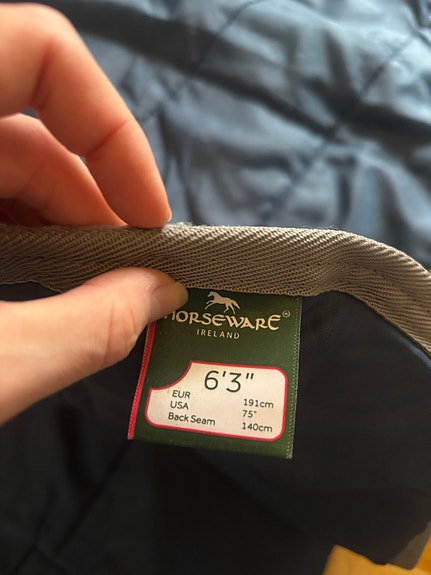 HORSEWARE®
IRELAND
6'3"
EUR 191cm
USA 75"
Back Seam 140cm